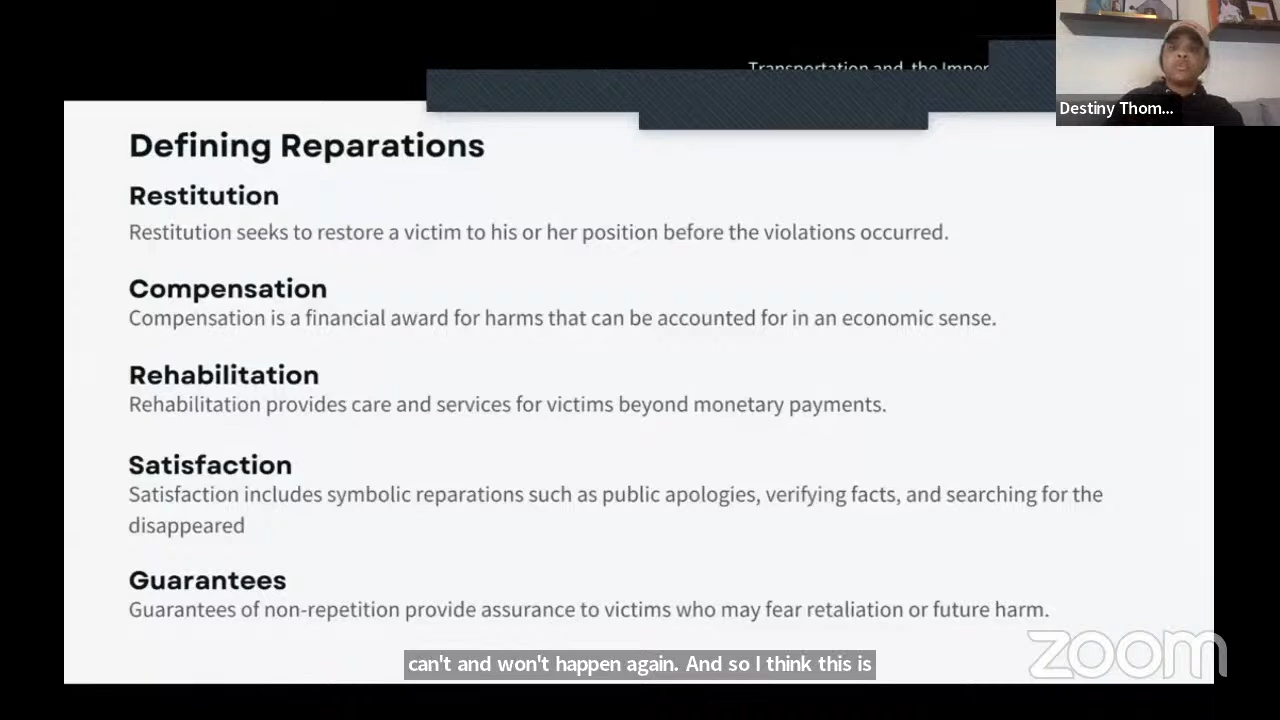 Transportation and the
Destiny Thom...
Defining Reparations
Restitution
Restitution seeks to restore a victim to his or her position before the violations occurred.
Compensation
Compensation is a financial award for harms that can be accounted for in an economic sense.
Rehabilitation
Rehabilitation provides care and services for victims beyond monetary payments.
Satisfaction
Satisfaction includes symbolic reparations such as public apologies, verifying facts, and searching for the
disappeared
Guarantees
Guarantees of non-repetition provide assurance to victims who may fear retaliation or future harm.
zoom
can't and won't happen again. And so I think this is